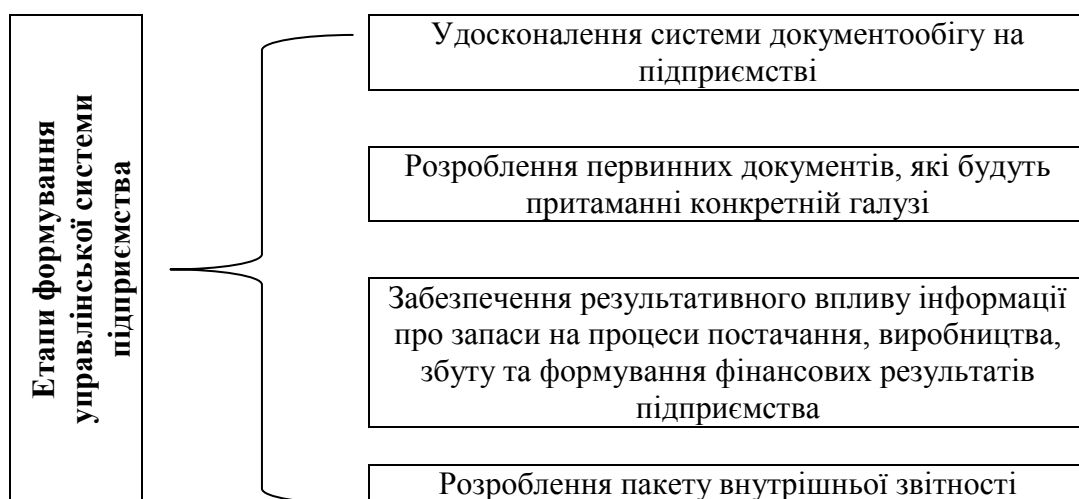 Етапи формування
управлінської системи
підприємства
Удосконалення системи документообігу на
підприємстві
Розроблення первинних документів, які будуть
притаманні конкретній галузі
Забезпечення результативного впливу інформації
про запаси на процеси постачання, виробництва,
збуту та формування фінансових результатів
підприємства
Розроблення пакету внутрішньої звітності